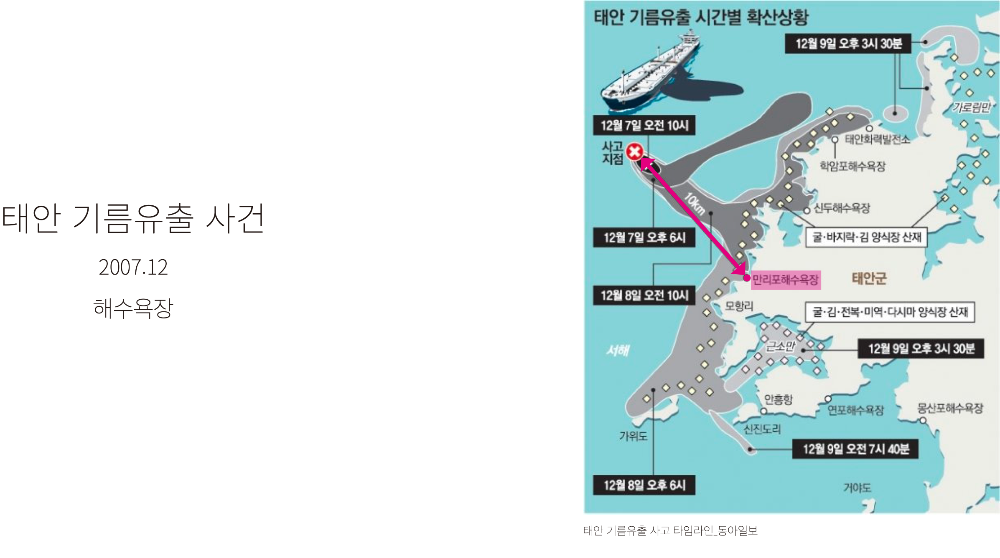 태안 기름유출 사건
2007.12
해수욕장
태안 기름유출 시간별 확산상황
12월 9일 오후 3시 30분
가로림만
12월 7일 오전 10시
사고
지점
태안화력발전소
학암포해수욕장
10km
신두해수욕장
12월 7일 오후 6시
굴·바지락·김 양식장 산재
만리포해수욕장
태안군
12월 8일 오전 10시
모항리
굴·김·전복·미역·다시마 양식장 산재
서해
근소만
12월 9일 오후 3시 30분
안흥항
연포해수욕장
몽산포해수욕장
신진도리
가위도
12월 9일 오전 7시 40분
12월 8일 오후 6시
거야도
태안 기름유출 사고 타임라인_동아일보